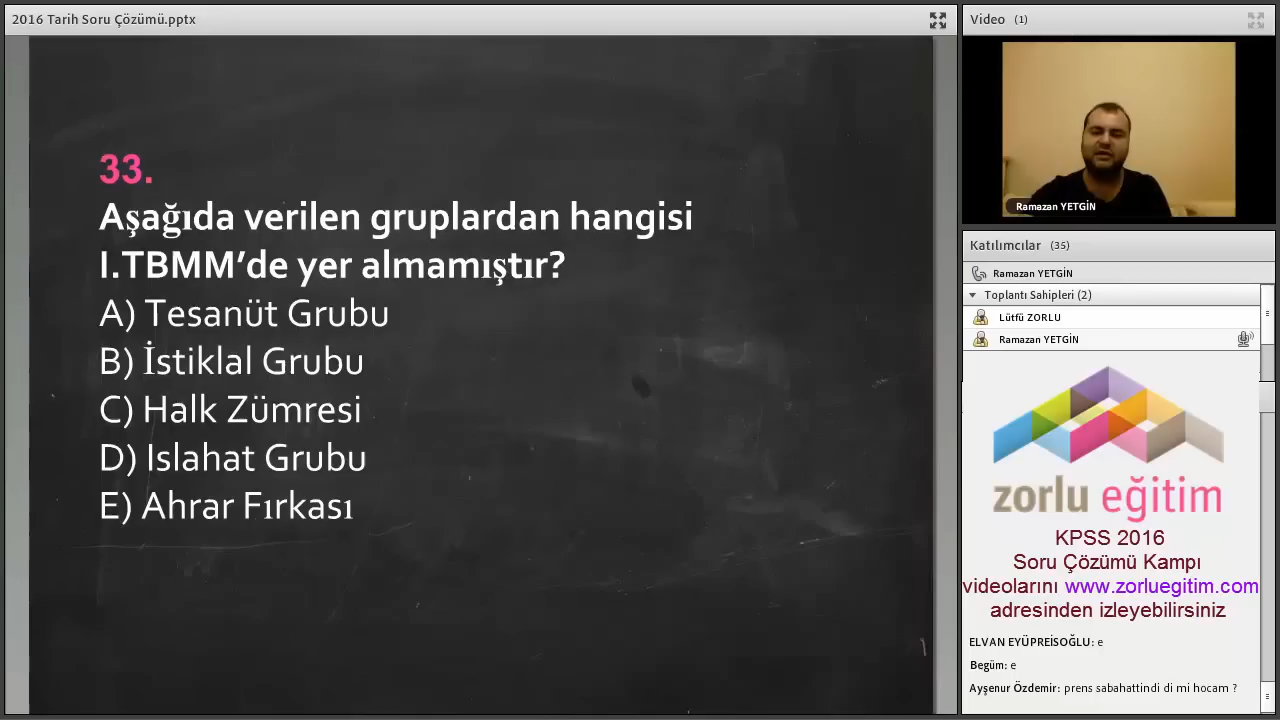 2016 Tarih Soru Çözümü.pptx
33.
Aşağıda verilen gruplardan hangisi
I.TBMM’de yer almamıştır?
A) Tesanüt Grubu
B) İstiklal Grubu
C) Halk Zümresi
D) Islahat Grubu
E) Ahrar Fırkası
Video (1)
Ramazan YETGİN
Katılımcılar (35)
Ramazan YETGİN
Toplantı Sahipleri (2)
Lütfü ZORLU
Ramazan YETGİN
zorlu eğitim
KPSS 2016
Soru Çözümü Kampı
videolarını www.zorluegitim.com
adresinden izleyebilirsiniz
ELVAN EYÜPREİSOĞLU: e
Begüm: e
Ayşenur Özdemir: prens sabahattindi di mi hocam ?